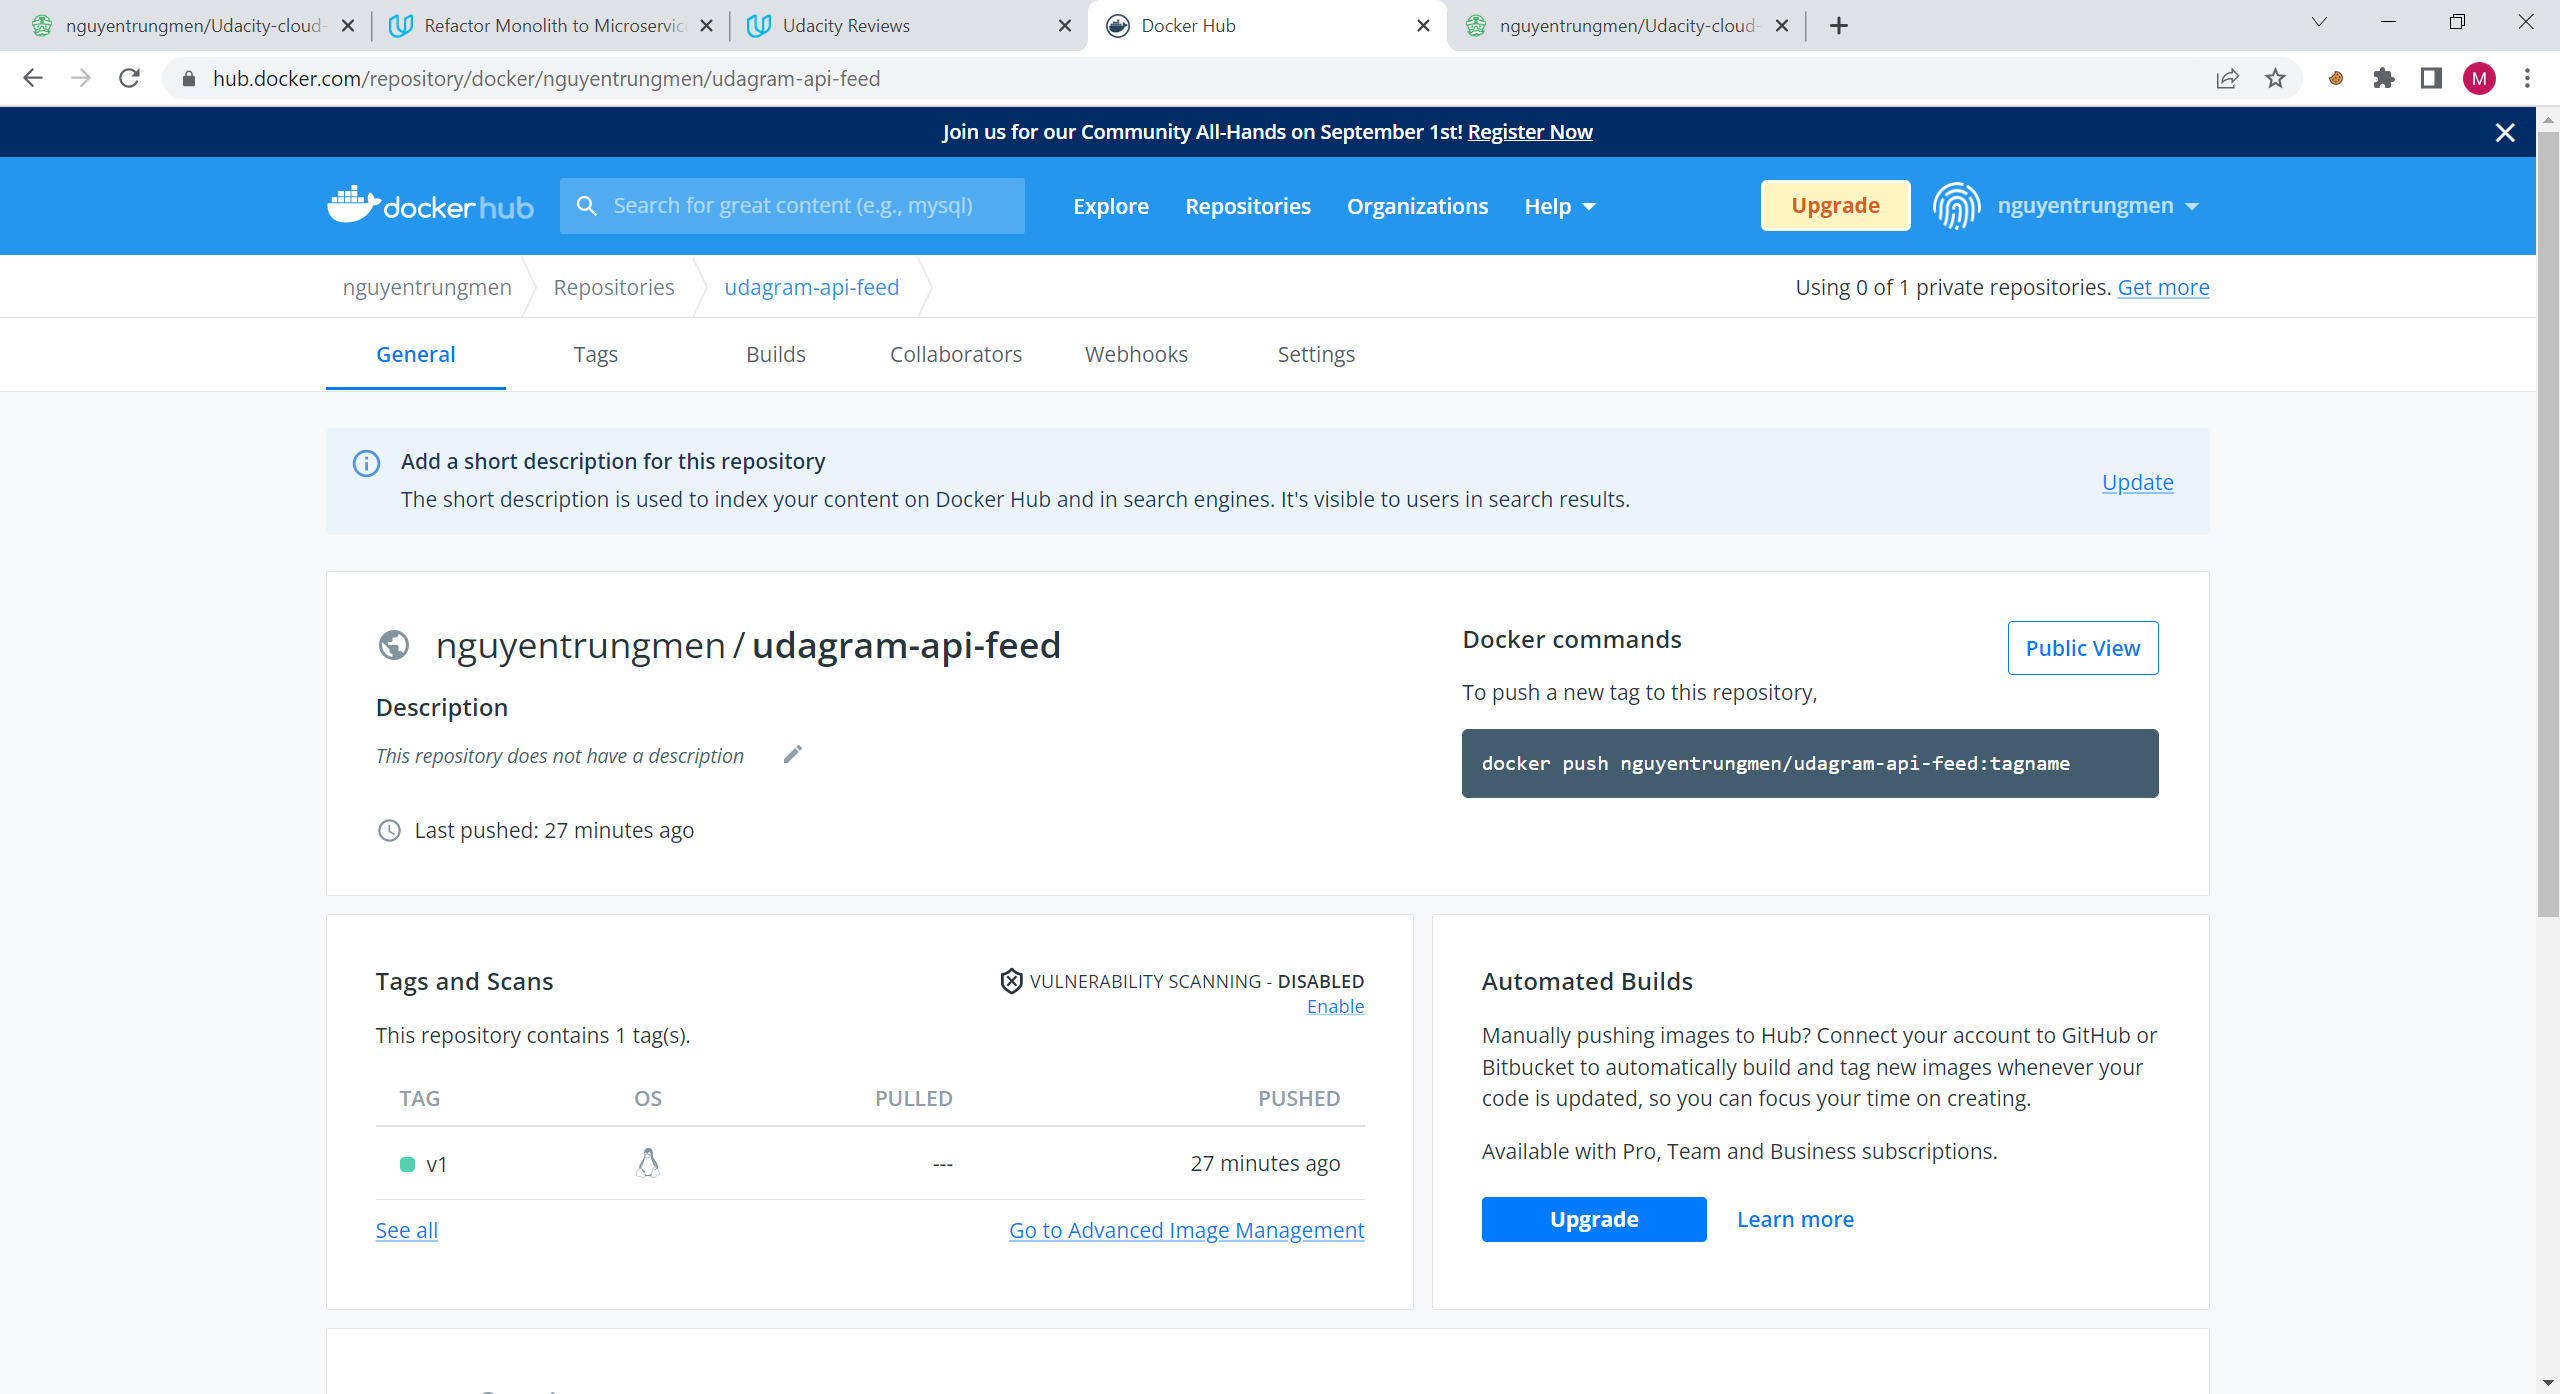 nguyentrungmen/Udacity-cloud-
Refactor Monolith to Microservic
Udacity Reviews
Docker Hub
nguyentrungmen/Udacity-cloud-
hub.docker.com/repository/docker/nguyentrungmen/udagram-api-feed
M
Join us for our Community All-Hands on September 1st! Register Now
docker hub
Search for great content (e.g., mysql)
Explore
Repositories
Organizations
Help
Upgrade
nguyentrungmen
nguyentrungmen
Repositories
udagram-api-feed
Using 0 of 1 private repositories. Get more
General
Tags
Builds
Collaborators
Webhooks
Settings
Add a short description for this repository
The short description is used to index your content on Docker Hub and in search engines. It's visible to users in search results.
Update
nguyentrungmen / udagram-api-feed
Description
This repository does not have a description
Last pushed: 27 minutes ago
Docker commands
Public View
To push a new tag to this repository,
docker push nguyentrungmen/udagram-api-feed:tagname
Tags and Scans
VULNERABILITY SCANNING - DISABLED
Enable
This repository contains 1 tag(s).
TAG
OS
PULLED
PUSHED
v1
---
27 minutes ago
See all
Go to Advanced Image Management
Automated Builds
Manually pushing images to Hub? Connect your account to GitHub or
Bitbucket to automatically build and tag new images whenever your
code is updated, so you can focus your time on creating.
Available with Pro, Team and Business subscriptions.
Upgrade
Learn more